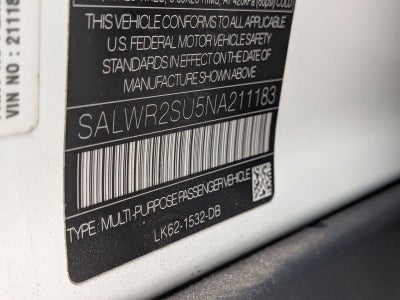 THIS VEHICLE CONFORMS TO ALL APPLICABLE
U.S. FEDERAL MOTOR VEHICLE SAFETY
STANDARDS IN EFFECT ON THE DATE OF
MANUFACTURE SHOWN ABOVE.
SALWR2SU5NA211183
TYPE: MULTI-PURPOSE PASSENGER VEHICLE
LK62-1532-DB
VIN NO : 21118